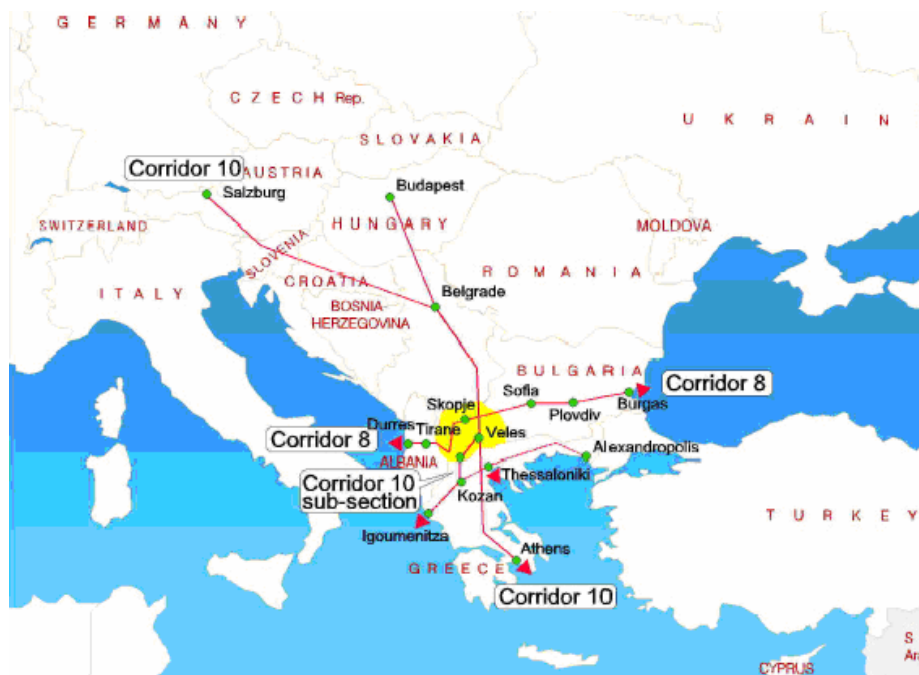 GERMANY
CZECH Rep.
UKRAIN
SLOVAKIA
Corridor 10
AUSTRIA
Salzburg
Budapest
SWITZERLAND
HUNGARY
MOLDOVA
SLOVENIA
ROMANIA
CROATIA
ITALY
Belgrade
BOSNIA-
HERZEGOVINA
BULGARIA
Sofia
Corridor 8
Skopje
Plovdiv
Burgas
Durres
Tirane
Veles
Corridor 8
Alexandropolis
ALBANIA
Thessaloniki
Corridor 10
sub-section
Kozan
TURKEY
Igoumenitza
Athens
GREECE
Corridor 10
S
Ara
CYPRUS